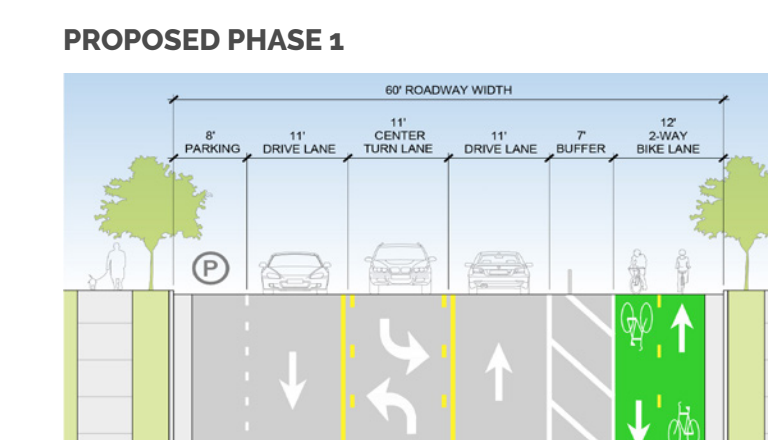 PROPOSED PHASE 1
60' ROADWAY WIDTH
8'
PARKING
11'
DRIVE LANE
11'
CENTER
TURN LANE
11'
DRIVE LANE
7'
BUFFER
12'
2-WAY
BIKE LANE
P